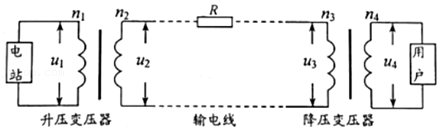 n₁ n₂ R n₃ n₄
电站 u₁ u₂ u₃ u₄ 用户
升压变压器 输电线 降压变压器